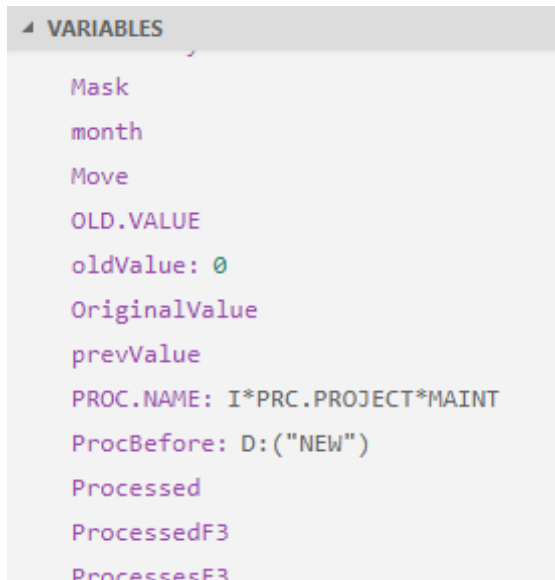 VARIABLES
Mask
month
Move
OLD.VALUE
oldValue: 0
OriginalValue
prevValue
PROC.NAME: I*PRC.PROJECT*MAINT
ProcBefore: D:("NEW")
Processed
ProcessedF3
ProcessesF3